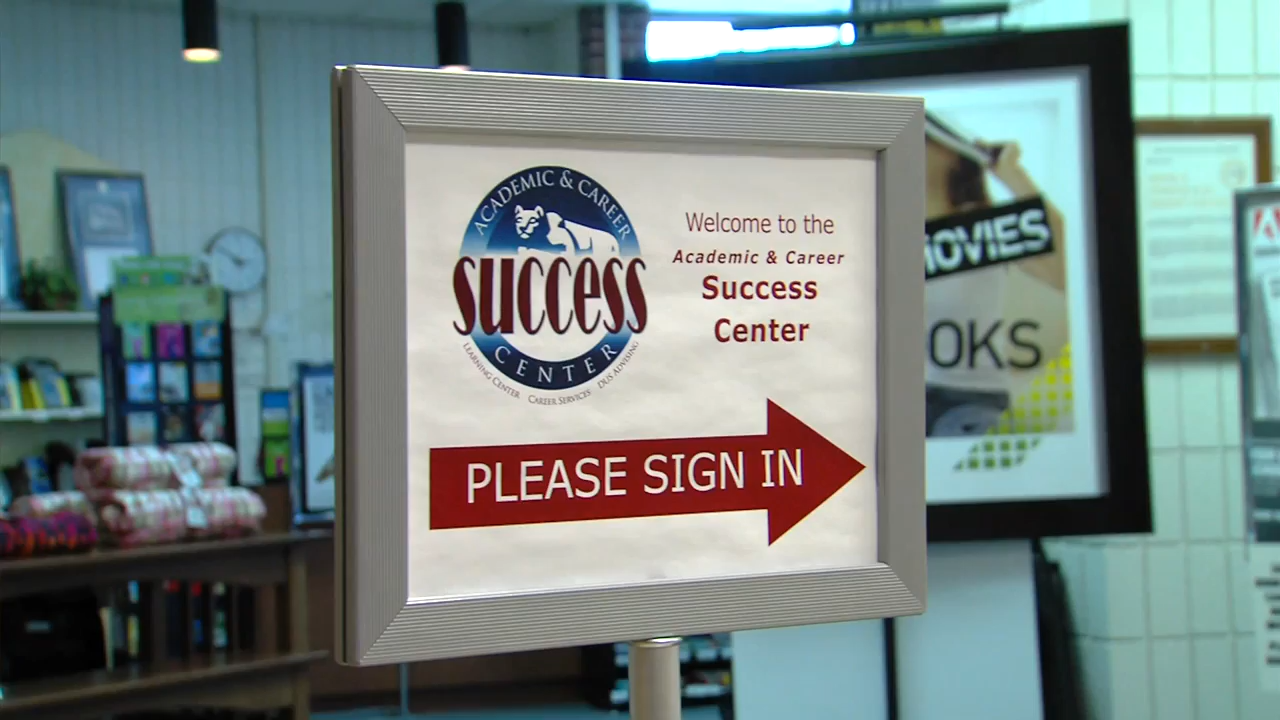 ACADEMIC & CAREER
success
CENTER
LEARNING CENTER CAREER SERVICES DUS ADVISING
Welcome to the
Academic & Career
Success
Center
PLEASE SIGN IN
MOVIES
OKS